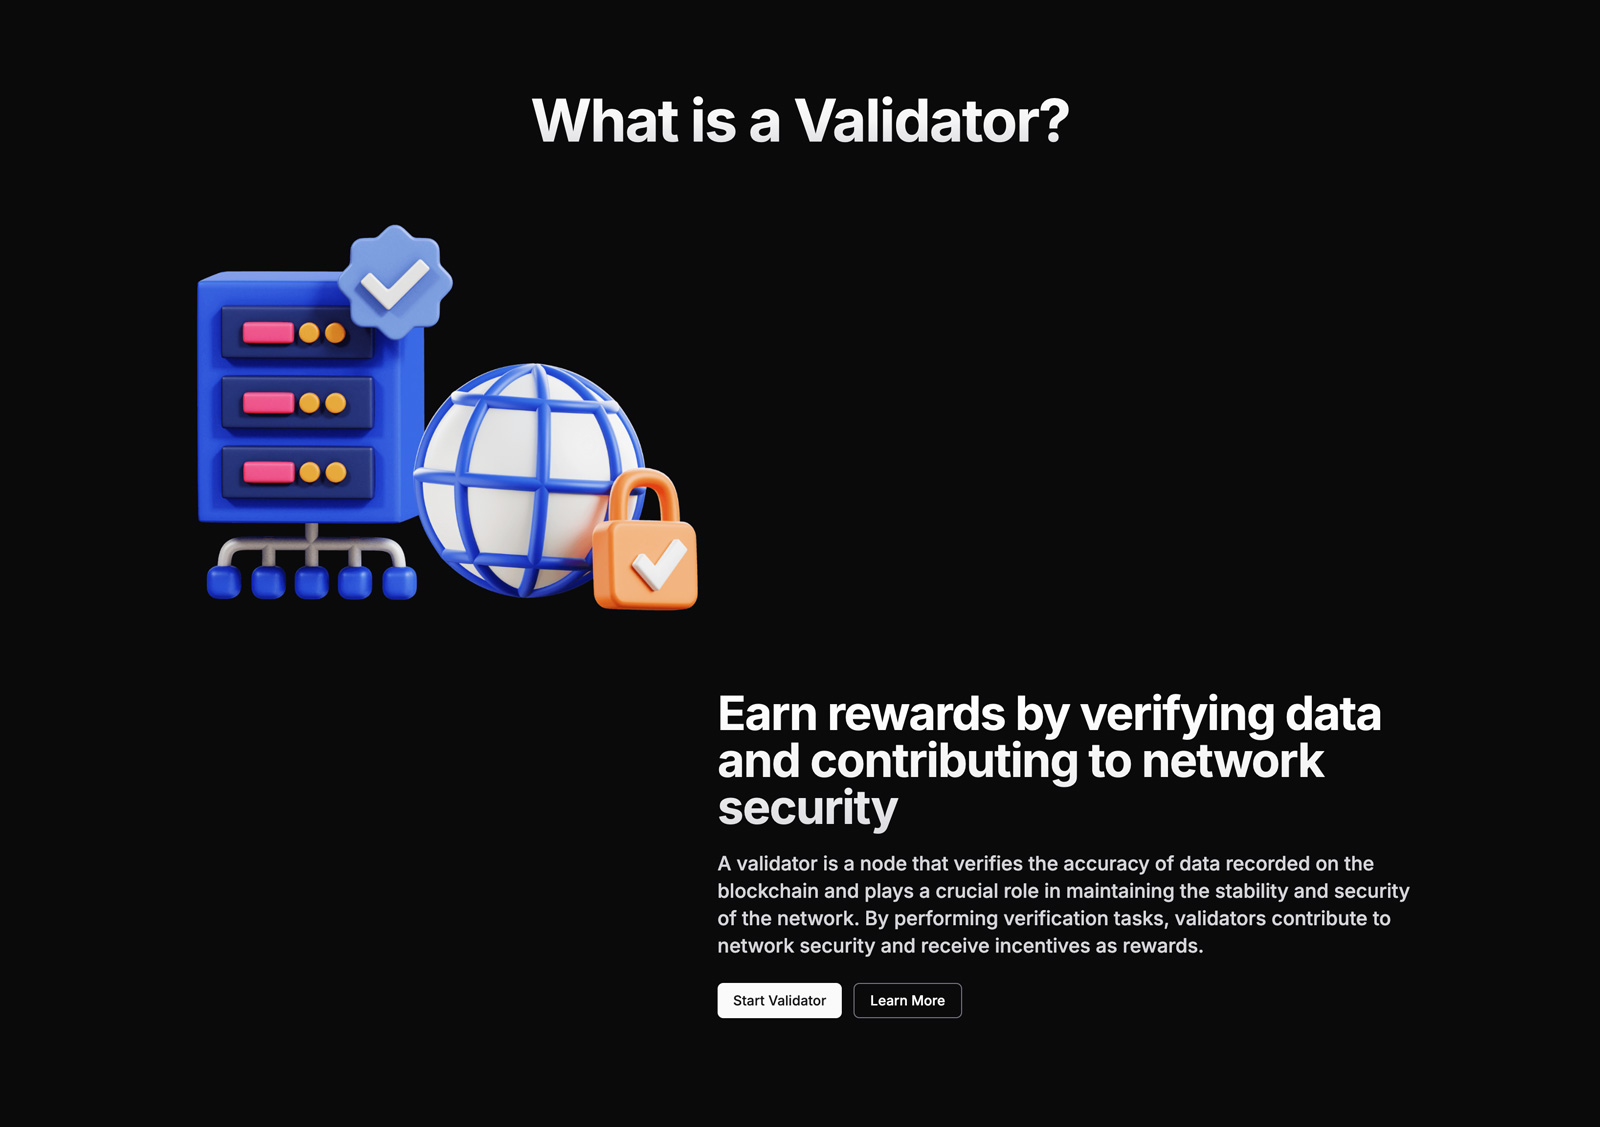 What is a Validator?
Earn rewards by verifying data
and contributing to network
security
A validator is a node that verifies the accuracy of data recorded on the
blockchain and plays a crucial role in maintaining the stability and security
of the network. By performing verification tasks, validators contribute to
network security and receive incentives as rewards.
Start Validator
Learn More